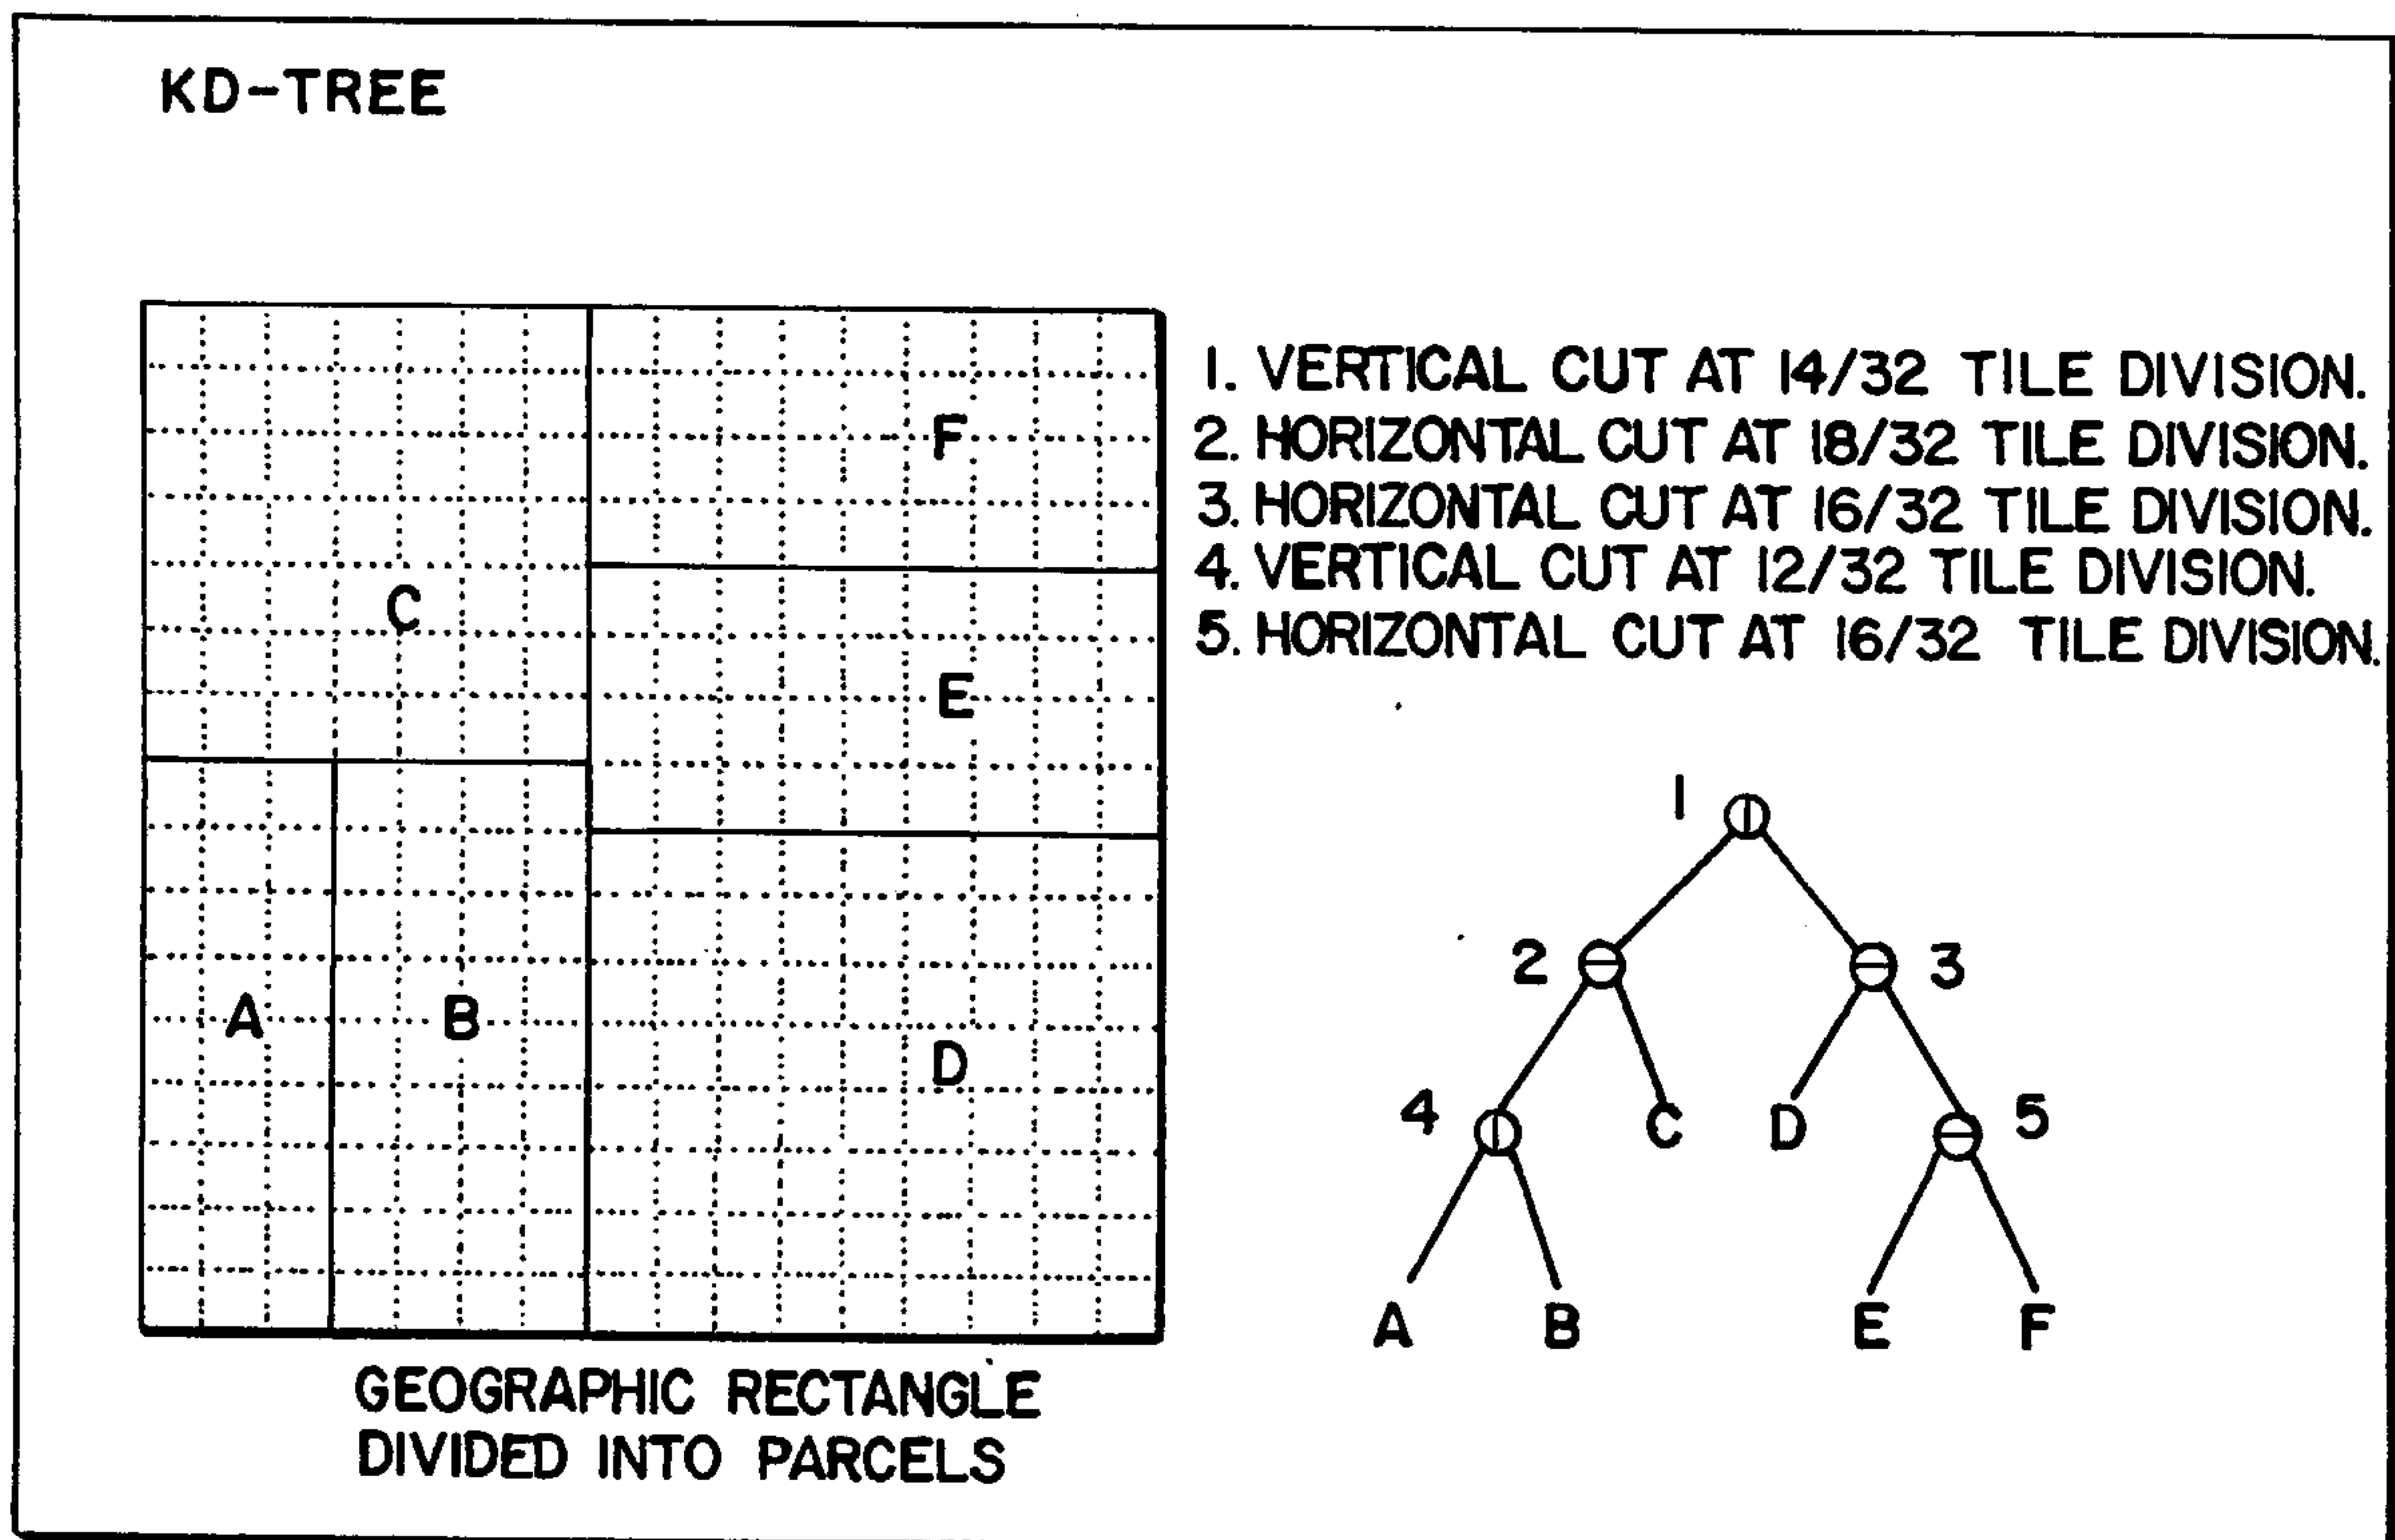 KD-TREE
F
C
E
A
B
D
GEOGRAPHIC RECTANGLE
DIVIDED INTO PARCELS
1. VERTICAL CUT AT 14/32 TILE DIVISION.
2. HORIZONTAL CUT AT 18/32 TILE DIVISION.
3. HORIZONTAL CUT AT 16/32 TILE DIVISION.
4. VERTICAL CUT AT 12/32 TILE DIVISION.
5. HORIZONTAL CUT AT 16/32 TILE DIVISION.
1
2 3
4 C D 5
A B E F